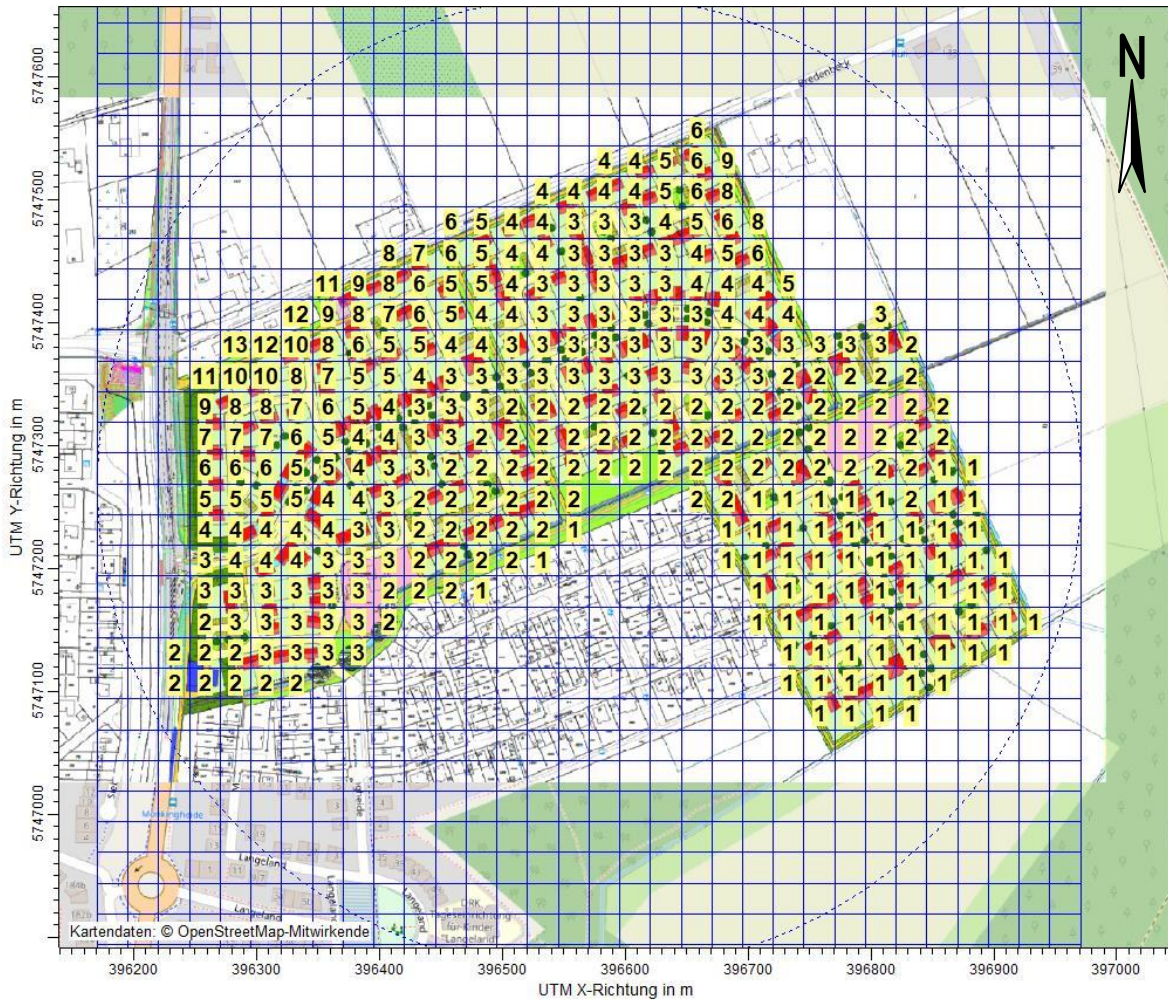 N
Bredenbeck
6
4 4 5 6 9
4 4 4 4 5 6 8
6 5 4 4 3 3 3 4 5 6 8
8 7 6 5 4 4 3 3 3 3 4 5 6
11 9 8 6 5 5 4 3 3 3 3 3 4 4 4 5
12 9 8 7 6 5 4 4 3 3 3 3 3 3 4 4 4 3
13 12 10 8 6 5 5 4 4 3 3 3 3 3 3 3 3 3 3 3 3 3 2
11 10 10 8 7 5 5 4 3 3 3 3 3 3 3 3 3 3 3 2 2 2 2 2
9 8 8 7 6 5 4 3 3 3 2 2 2 2 2 2 2 2 2 2 2 2 2 2 2
7 7 7 6 5 4 4 3 3 2 2 2 2 2 2 2 2 2 2 2 2 2 2 2 2
6 6 6 5 5 4 3 3 2 2 2 2 2 2 2 2 2 2 2 2 2 2 2 2 1 1
5 5 5 5 4 4 3 2 2 2 2 2 2 2 2 1 1 1 1 1 2 1 1
4 4 4 4 4 3 2 2 2 2 2 2 1 1 1 1 1 1 1 1 1 1
3 4 4 4 3 3 3 2 2 2 2 1 1 1 1 1 1 1 1 1 1 1
3 3 3 3 3 3 2 2 2 1 1 1 1 1 1 1 1 1 1
2 3 3 3 3 3 2 1 1 1 1 1 1 1 1 1 1
2 2 2 3 3 3 3 1 1 1 1 1 1 1 1
2 2 2 2 2 1 1 1 1 1 1
1 1 1 1
Mönkingheide
Langeland
Langeland
Langeland
Langeland
DRK
Tageseinrichtung
für Kinder
"Langeland"
Kartendaten: © OpenStreetMap-Mitwirkende
5747600
5747500
5747400
5747300
5747200
5747100
5747000
UTM Y-Richtung in m
396200 396300 396400 396500 396600 396700 396800 396900 397000
UTM X-Richtung in m